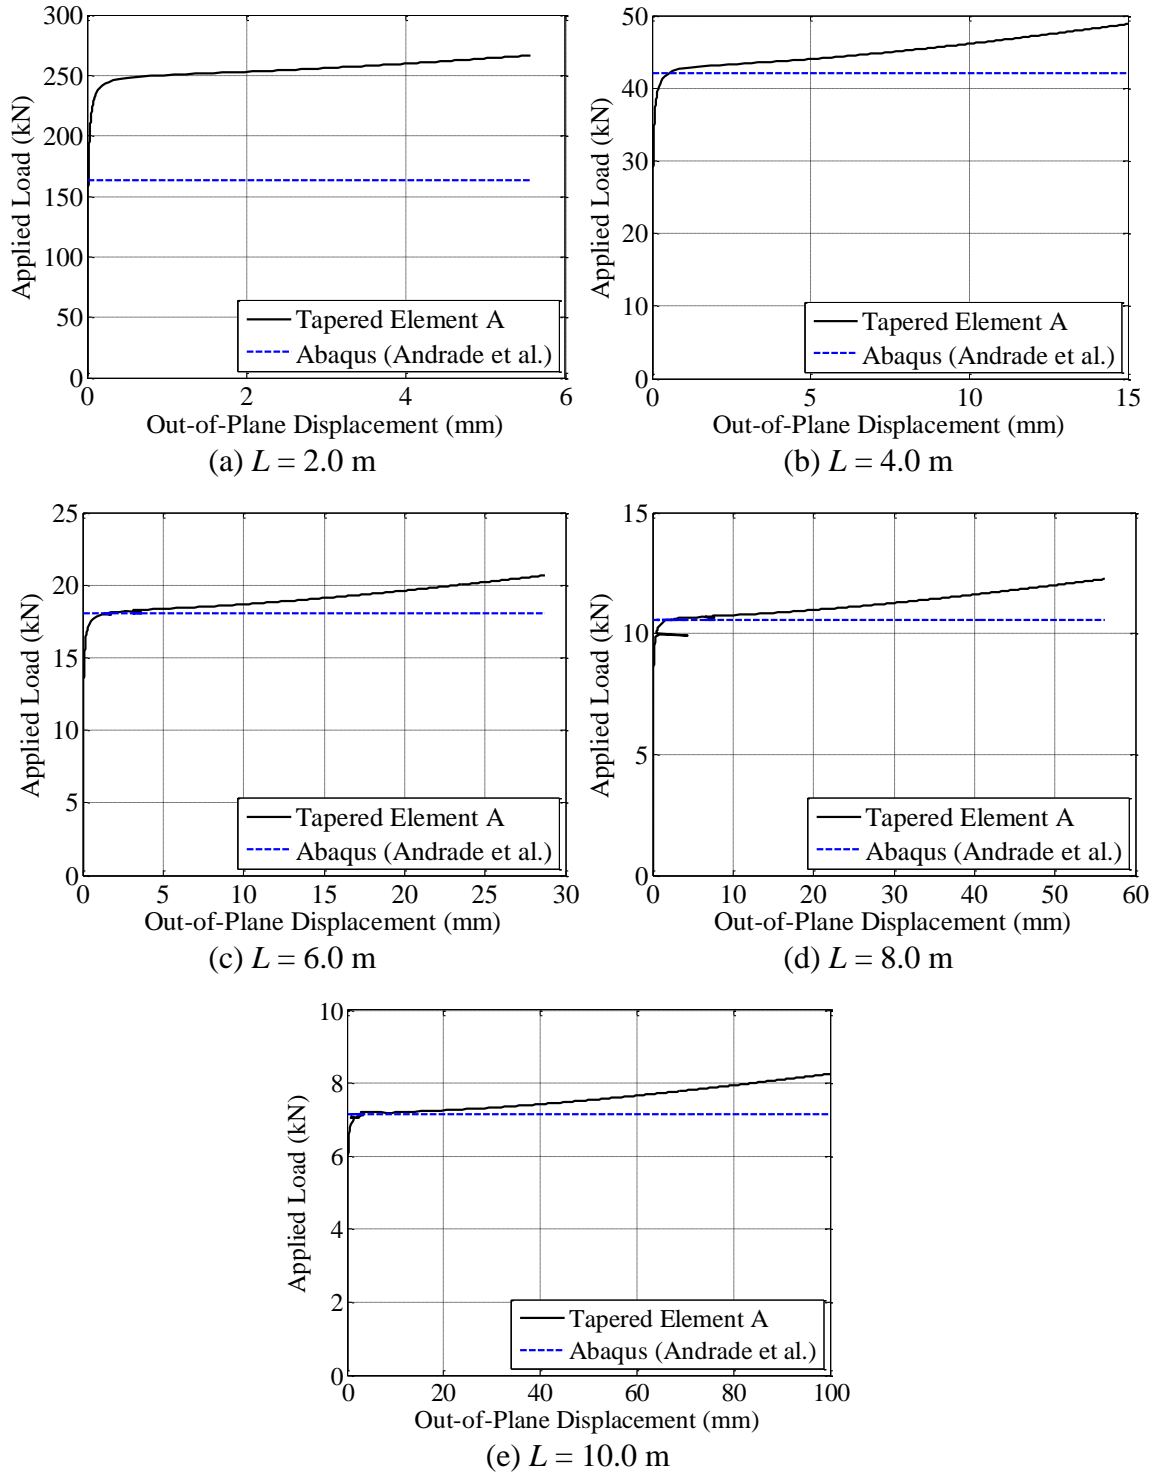 300
250
200
150
100
50
0
0 2 4 6
Applied Load (kN)
Out-of-Plane Displacement (mm)
Tapered Element A
Abaqus (Andrade et al.)
(a) L = 2.0 m
50
40
30
20
10
0
0 5 10 15
Applied Load (kN)
Out-of-Plane Displacement (mm)
Tapered Element A
Abaqus (Andrade et al.)
(b) L = 4.0 m
25
20
15
10
5
0
0 5 10 15 20 25 30
Applied Load (kN)
Out-of-Plane Displacement (mm)
Tapered Element A
Abaqus (Andrade et al.)
(c) L = 6.0 m
15
10
5
0
0 10 20 30 40 50 60
Applied Load (kN)
Out-of-Plane Displacement (mm)
Tapered Element A
Abaqus (Andrade et al.)
(d) L = 8.0 m
10
8
6
4
2
0
0 20 40 60 80 100
Applied Load (kN)
Out-of-Plane Displacement (mm)
Tapered Element A
Abaqus (Andrade et al.)
(e) L = 10.0 m